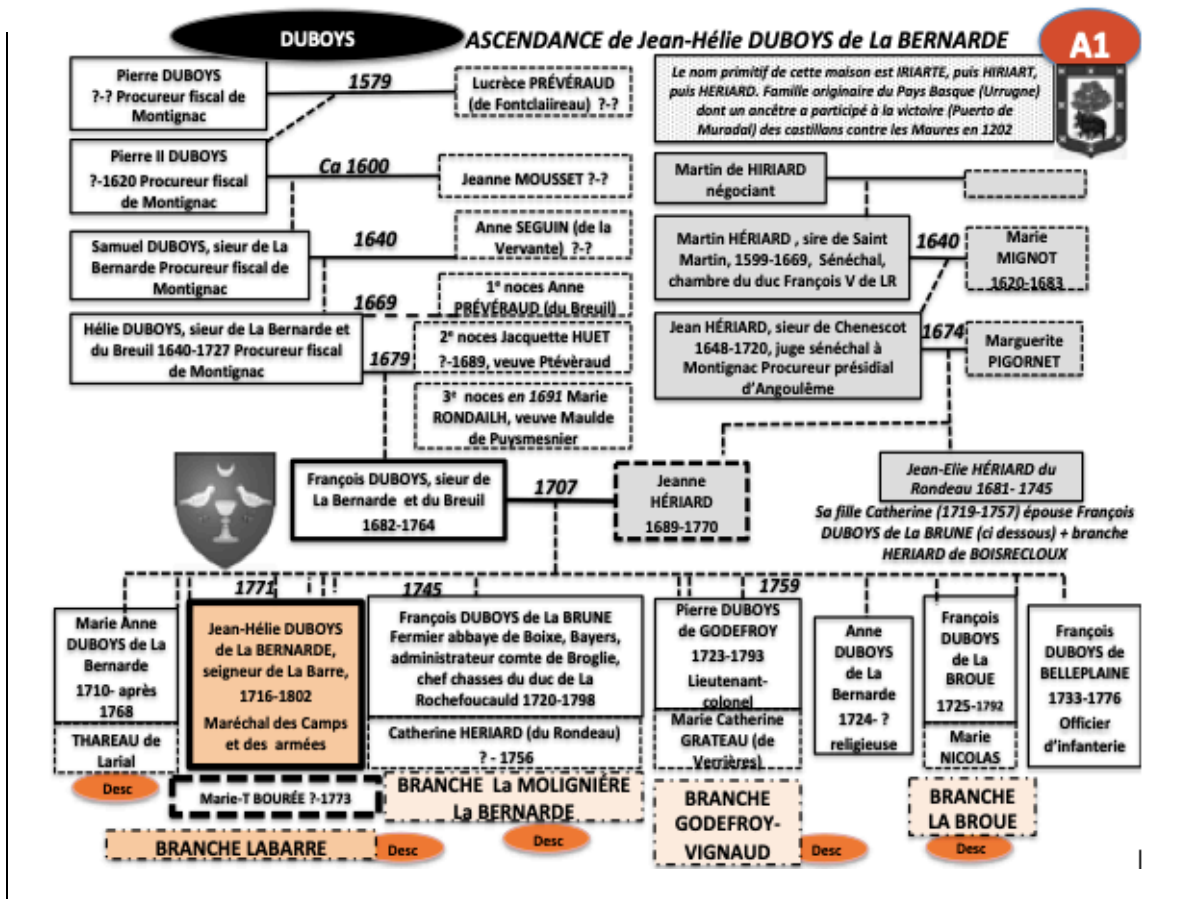 DUBOYS
ASCENDANCE de Jean-Hélie DUBOYS de La BERNARDE
A1
Pierre DUBOYS
?-? Procureur fiscal de
Montignac
1579
Lucrèce PRÉVÉRAUD
(de Fontclaiireau) ?-?
Le nom primitif de cette maison est IRIARTE, puis HIRIART,
puis HERIARD. Famille originaire du Pays Basque (Urrugne)
dont un ancêtre a participé à la victoire (Puerto de
Muradal) des castillans contre les Maures en 1202
Pierre II DUBOYS
?-1620 Procureur fiscal
de Montignac
Ca 1600
Jeanne MOUSSET ?-?
Martin de HIRIARD
négociant
Samuel DUBOYS, sieur de La
Bernarde Procureur fiscal de
Montignac
1640
Anne SEGUIN (de la
Vervante) ?-?
Martin HÉRIARD , sire de Saint
Martin, 1599-1669, Sénéchal,
chambre du duc François V de LR
1640
Marie
MIGNOT
1620-1683
1669
1e noces Anne
PRÉVÉRAUD (du Breuil)
Hélie DUBOYS, sieur de La Bernarde et
du Breuil 1640-1727 Procureur fiscal
de Montignac
1679
2e noces Jacquette HUET
?-1689, veuve Ptévèraud
3e noces en 1691 Marie
RONDAILH, veuve Maulde
de Puysmesnier
Jean HÉRIARD, sieur de Chenescot
1648-1720, juge sénéchal à
Montignac Procureur présidial
d’Angoulême
1674
Marguerite
PIGORNET
François DUBOYS, sieur de
La Bernarde et du Breuil
1682-1764
1707
Jeanne
HÉRIARD
1689-1770
Jean-Elie HÉRIARD du
Rondeau 1681- 1745
Sa fille Catherine (1719-1757) épouse François
DUBOYS de La BRUNE (ci dessous) + branche
HERIARD de BOISRECLOUX
1771
1745
1759
Marie Anne
DUBOYS de La
Bernarde
1710- après
1768
THAREAU de
Larial
Desc
Jean-Hélie DUBOYS
de La BERNARDE,
seigneur de La Barre,
1716-1802
Maréchal des Camps
et des armées
Marie-T BOURÉE ?-1773
BRANCHE LABARRE
Desc
François DUBOYS de La BRUNE
Fermier abbaye de Boixe, Bayers,
administrateur comte de Broglie,
chef chasses du duc de La
Rochefoucauld 1720-1798
Catherine HERIARD (du Rondeau)
? - 1756
BRANCHE La MOLIGNIÉRE
La BERNARDE
Desc
Pierre DUBOYS
de GODEFROY
1723-1793
Lieutenant-
colonel
Marie Catherine
GRATEAU (de
Verrières)
BRANCHE
GODEFROY-
VIGNAUD
Desc
Anne
DUBOYS
de La
Bernarde
1724- ?
religieuse
François
DUBOYS
de La
BROUE
1725-1792
Marie
NICOLAS
BRANCHE
LA BROUE
Desc
François
DUBOYS de
BELLEPLAINE
1733-1776
Officier
d’infanterie